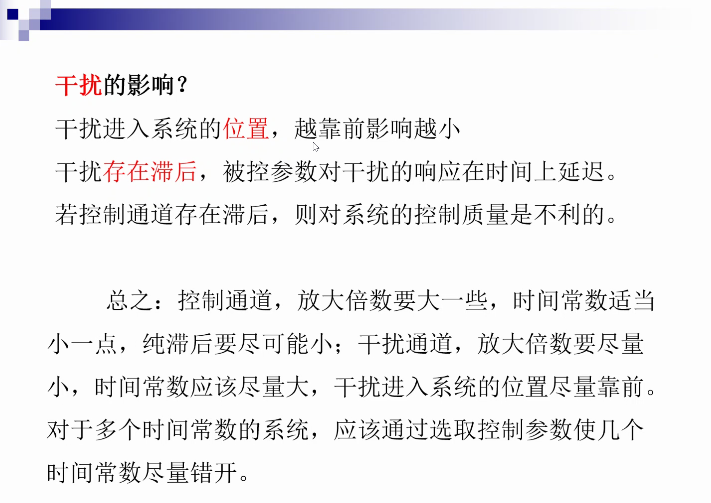 干扰的影响？
干扰进入系统的位置，越靠前影响越小
干扰存在滞后，被控参数对干扰的响应在时间上延迟。
若控制通道存在滞后，则对系统的控制质量是不利的。
总之：控制通道，放大倍数要大一些，时间常数适当
小一点，纯滞后要尽可能小；干扰通道，放大倍数要尽量
小，时间常数应该尽量大，干扰进入系统的位置尽量靠前。
对于多个时间常数的系统，应该通过选取控制参数使几个
时间常数尽量错开。